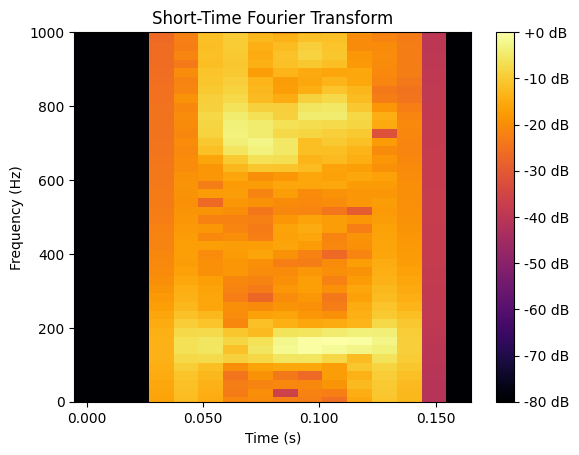 Short-Time Fourier Transform
1000
800
600
400
200
0
Frequency (Hz)
0.000
0.050
0.100
0.150
Time (s)
+0 dB
-10 dB
-20 dB
-30 dB
-40 dB
-50 dB
-60 dB
-70 dB
-80 dB